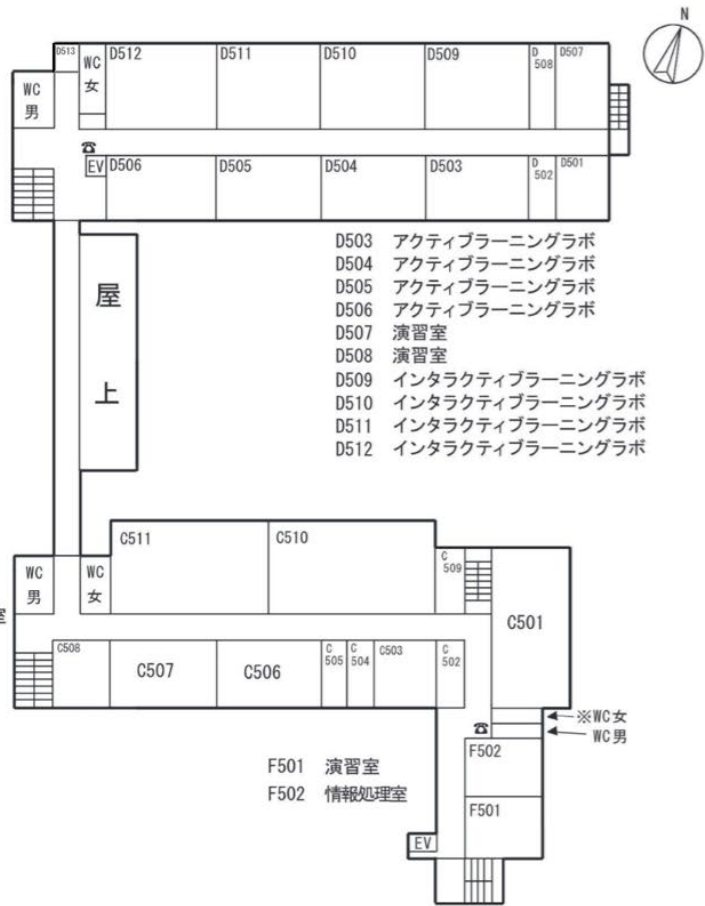 N
D513
WC
女
D512
D511
D510
D509
D
508
D507
WC
男
EV
D506
D505
D504
D503
D
502
D501
屋
上
D503 アクティブラーニングラボ
D504 アクティブラーニングラボ
D505 アクティブラーニングラボ
D506 アクティブラーニングラボ
D507 演習室
D508 演習室
D509 インタラクティブラーニングラボ
D510 インタラクティブラーニングラボ
D511 インタラクティブラーニングラボ
D512 インタラクティブラーニングラボ
C511
C510
WC
男
WC
女
C
509
C501
室
C508
C507
C506
C
505
C
504
C503
C
502
※WC女
WC男
F502
F501 演習室
F502 情報処理室
F501
EV